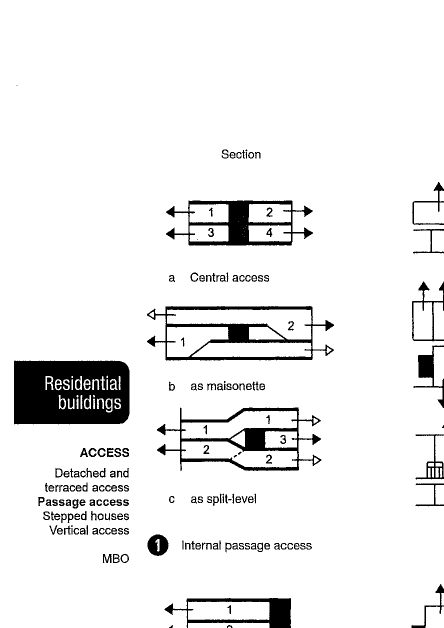 Section
1 2
3 4
a Central access
1 2
b as maisonette
1 1
2 3
2
c as split-level
1 Internal passage access
1
Residential
buildings
ACCESS
Detached and
terraced access
Passage access
Stepped houses
Vertical access
MBO